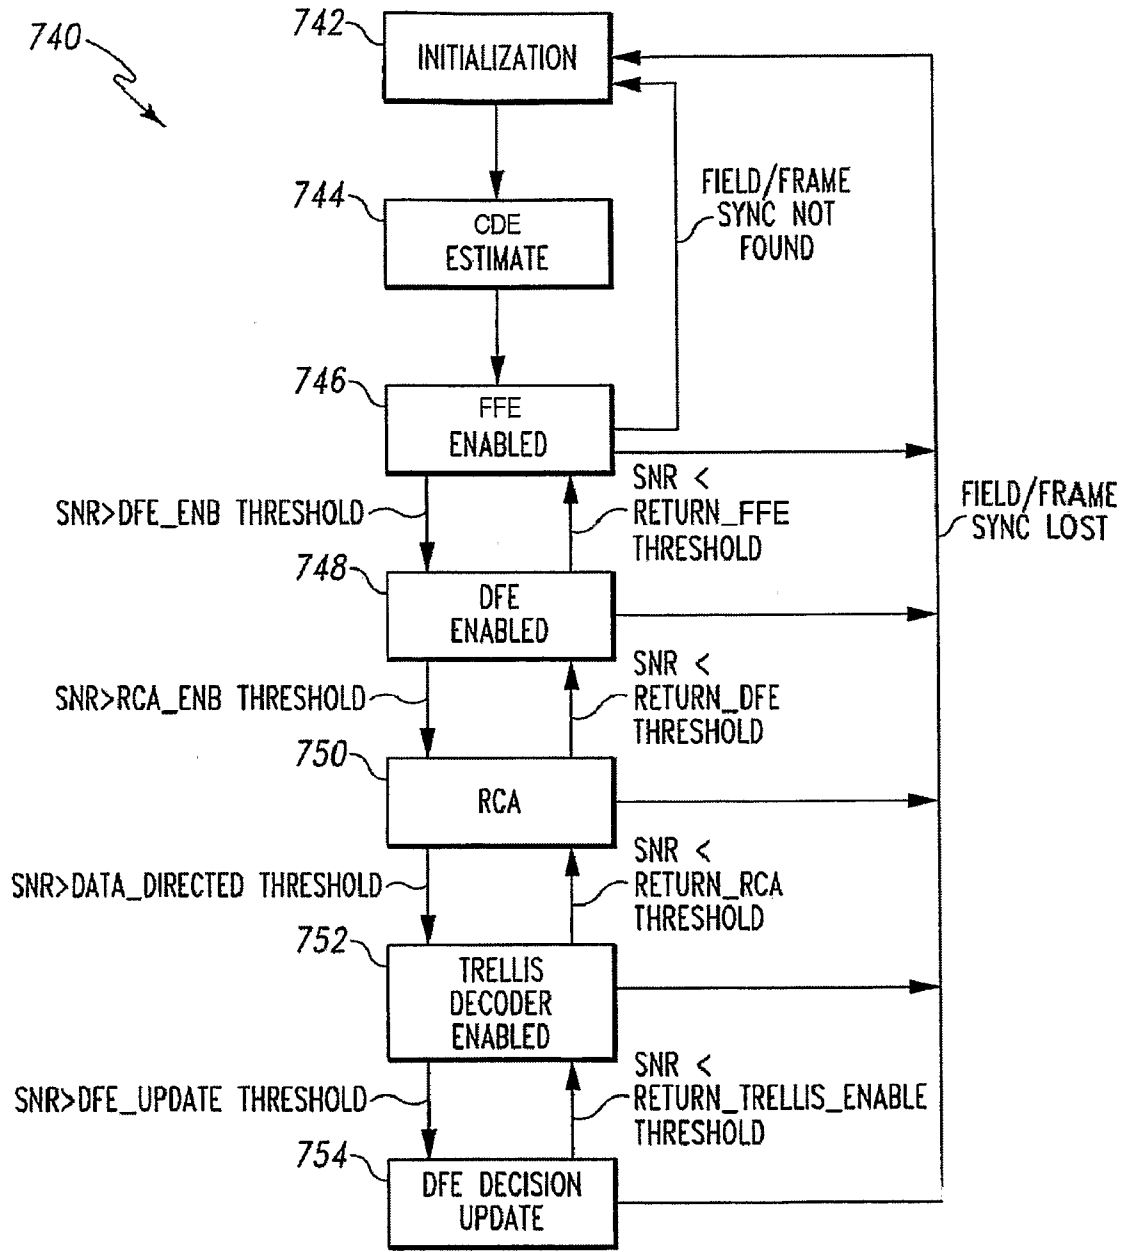 740
742
INITIALIZATION
FIELD/FRAME
SYNC NOT
FOUND
744
CDE
ESTIMATE
746
FFE
ENABLED
SNR>DFE_ENB THRESHOLD
SNR <
RETURN_FFE
THRESHOLD
FIELD/FRAME
SYNC LOST
748
DFE
ENABLED
SNR>RCA_ENB THRESHOLD
SNR <
RETURN_DFE
THRESHOLD
750
RCA
SNR>DATA_DIRECTED THRESHOLD
SNR <
RETURN_RCA
THRESHOLD
752
TRELLIS
DECODER
ENABLED
SNR>DFE_UPDATE THRESHOLD
SNR <
RETURN_TRELLIS_ENABLE
THRESHOLD
754
DFE DECISION
UPDATE